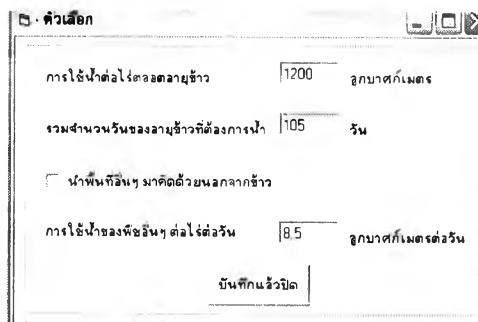 ตัวเลือก
การใช้น้ำต่อไร่ตลอดอายุข้าว 1200 ลูกบาศก์เมตร
รวมจำนวนวันของอายุข้าวที่ต้องการน้ำ 105 วัน
นำพื้นที่อื่นๆ มาคิดด้วยนอกจากข้าว
การใช้น้ำของพืชอื่นๆ ต่อไร่ต่อวัน 8.5 ลูกบาศก์เมตรต่อวัน
บันทึกแล้วปิด